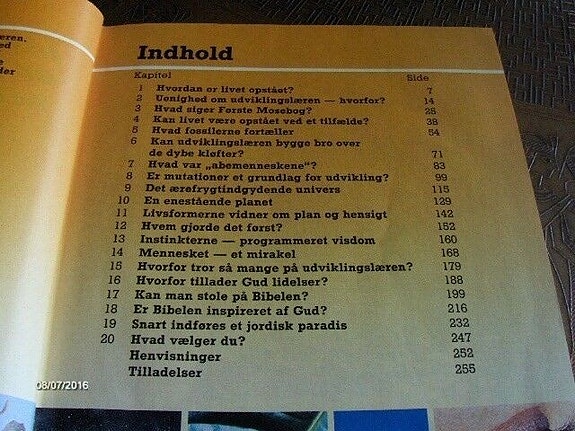 æren.
ed
e
der
Indhold
Kapitel Side
1 Hvordan er livet opstået? 7
2 Uenighed om udviklingslæren — hvorfor? 14
3 Hvad siger Første Mosebog? 25
4 Kan livet være opstået ved et tilfælde? 38
5 Hvad fossilerne fortæller 54
6 Kan udviklingslæren bygge bro over
de dybe kløfter? 71
7 Hvad var „abemenneskene“? 83
8 Er mutationer et grundlag for udvikling? 99
9 Det ærefrygtindgydende univers 115
10 En enestående planet 129
11 Livsformerne vidner om plan og hensigt 142
12 Hvem gjorde det først? 152
13 Instinkterne — programmeret visdom 160
14 Mennesket — et mirakel 168
15 Hvorfor tror så mange på udviklingslæren? 179
16 Hvorfor tillader Gud lidelser? 188
17 Kan man stole på Bibelen? 199
18 Er Bibelen inspireret af Gud? 216
19 Snart indføres et jordisk paradis 232
20 Hvad vælger du? 247
Henvisninger 252
Tilladelser 255
08/07/2016